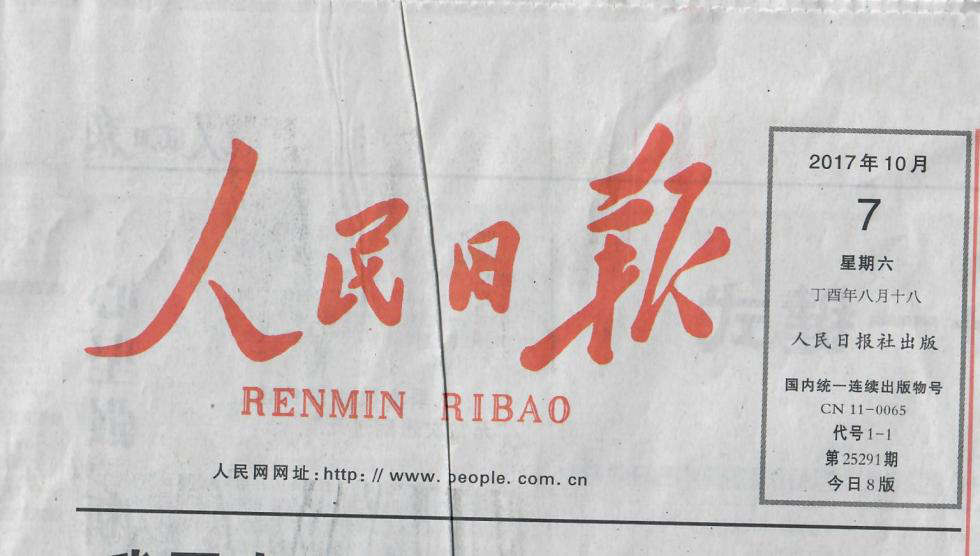 人民日報
RENMIN RIBAO
人民网网址:http: // www. people. com. cn
2017年10月
7
星期六
丁酉年八月十八
人民日报社出版
国内统一连续出版物号
CN 11-0065
代号1-1
第25291期
今日8版